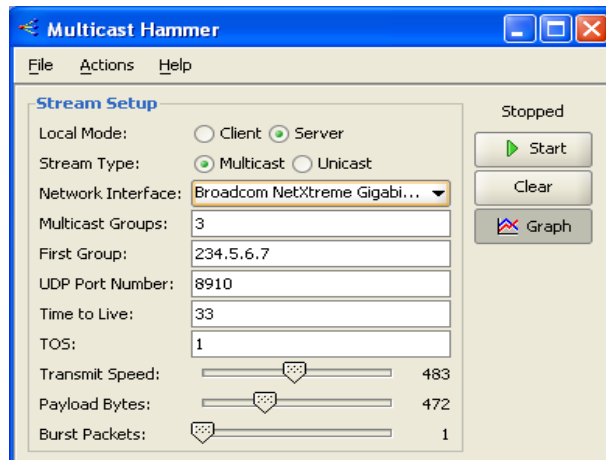 Multicast Hammer
File Actions Help
Stream Setup
Stopped
Local Mode: Client Server
Start
Stream Type: Multicast Unicast
Network Interface: Broadcom NetXtreme Gigabi...
Clear
Multicast Groups: 3
Graph
First Group: 234.5.6.7
UDP Port Number: 8910
Time to Live: 33
TOS: 1
Transmit Speed: 483
Payload Bytes: 472
Burst Packets: 1